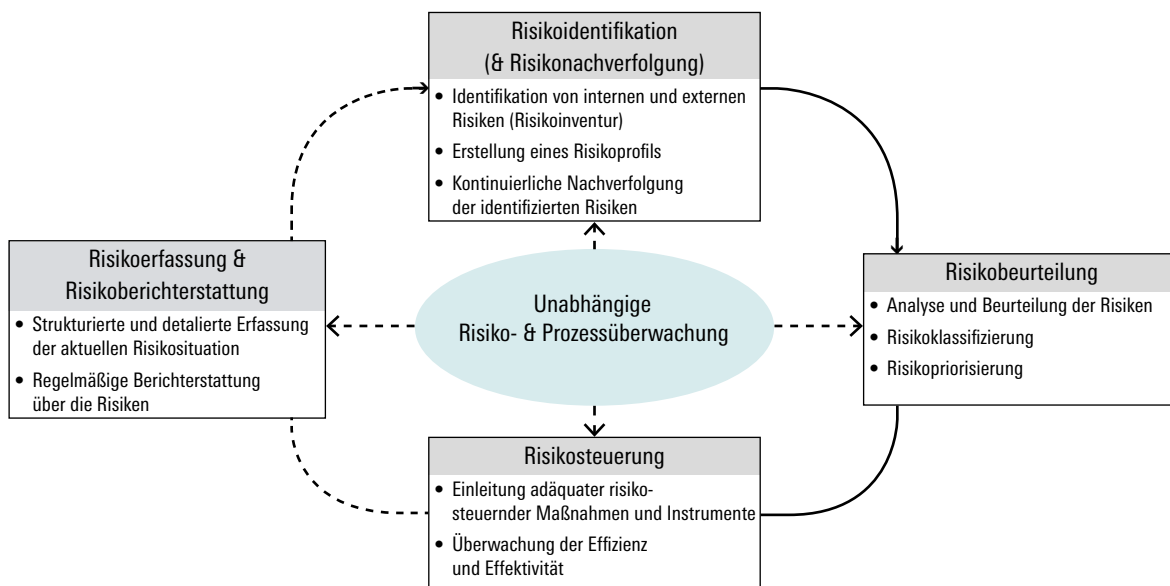 Risikoidentifikation
(& Risikonachverfolgung)
• Identifikation von internen und externen
Risiken (Risikoinventur)
• Erstellung eines Risikoprofils
• Kontinuierliche Nachverfolgung
der identifizierten Risiken
Risikoerfassung &
Risikoberichterstattung
• Strukturierte und detalierte Erfassung
der aktuellen Risikosituation
• Regelmäßige Berichterstattung
über die Risiken
Unabhängige
Risiko- & Prozessüberwachung
Risikobeurteilung
• Analyse und Beurteilung der Risiken
• Risikoklassifizierung
• Risikopriorisierung
Risikosteuerung
• Einleitung adäquater risiko-
steuernder Maßnahmen und Instrumente
• Überwachung der Effizienz
und Effektivität